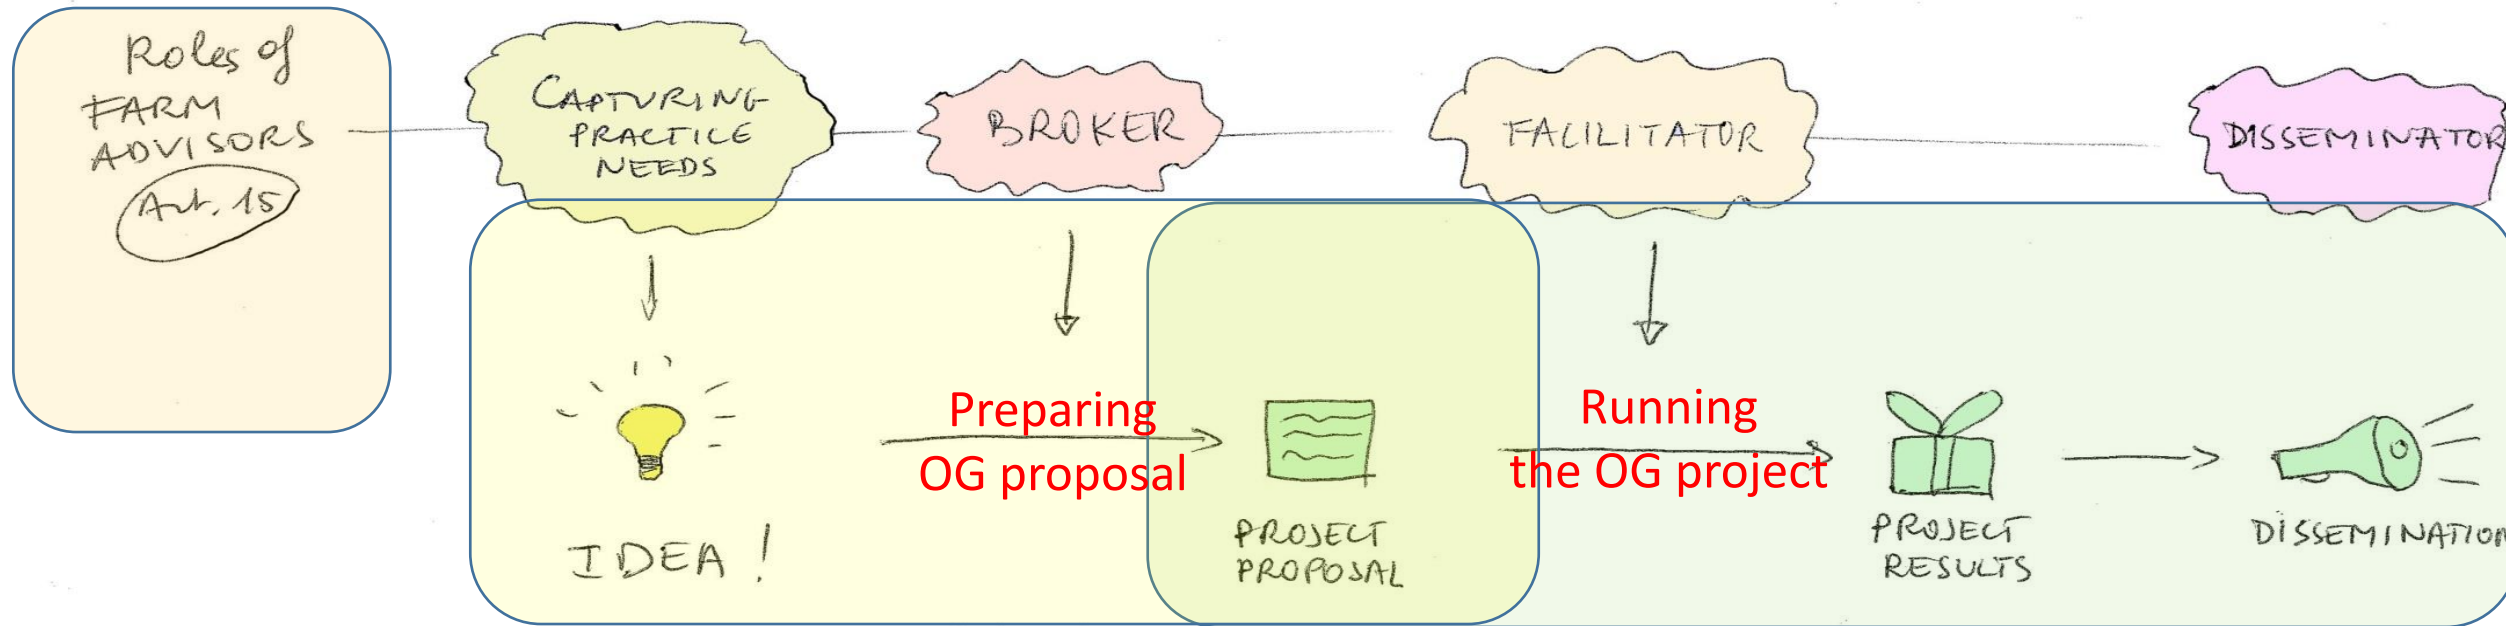 Roles of
FARM
ADVISORS
Art. 15
CAPTURING
PRACTICE
NEEDS
BROKER
FACILITATOR
DISSEMINATOR
Preparing
OG proposal
Running
the OG project
IDEA !
PROJECT
PROPOSAL
PROJECT
RESULTS
DISSEMINATION